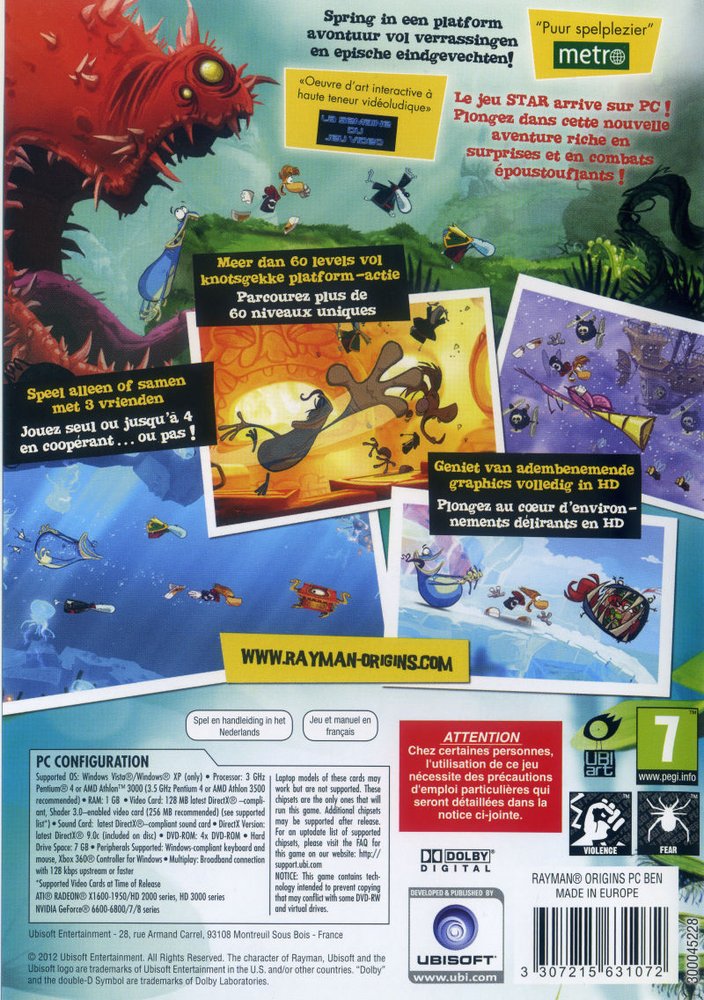 Spring in een platform
avontuur vol verrassingen
en epische eindgevechten!
"Puur spelplezier"
metro
«Oeuvre d'art interactive à
haute teneur vidéoludique»
LA SEMAINE
DU
JEU VIDEO
Le jeu STAR arrive sur PC !
Plongez dans cette nouvelle
aventure riche en
surprises et en combats
époustouflants !
Meer dan 60 levels vol
knotsgekke platform-actie
Parcourez plus de
60 niveaux uniques
Speel alleen of samen
met 3 vrienden
Jouez seul ou jusqu'à 4
en coopérant ... ou pas !
Geniet van adembenemende
graphics volledig in HD
Plongez au cœur d'environ-
nements délirants en HD
WWW.RAYMAN-ORIGINS.COM
Spel en handleiding in het
Nederlands
Jeu et manuel en
français
PC CONFIGURATION
Supported OS: Windows Vista®/Windows® XP (only) • Processor: 3 GHz
Pentium® 4 or AMD Athlon™ 3000 (3.5 GHz Pentium® 4 or AMD Athlon 3500
recommended) • RAM: 1 GB • Video Card: 128 MB latest DirectX® –compli-
ant, Shader 3.0–enabled video card (256 MB recommended) (see supported
list*) • Sound Card: latest DirectX®–compliant sound card • DirectX Version:
latest DirectX® 9.0c (included on disc) • DVD-ROM: 4x DVD-ROM • Hard
Drive Space: 7 GB • Peripherals Supported: Windows-compliant keyboard and
mouse, Xbox 360® Controller for Windows • Multiplay: Broadband connection
with 128 kbps upstream or faster
*Supported Video Cards at Time of Release
ATI® RADEON® X1600-1950/HD 2000 series, HD 3000 series
NVIDIA GeForce® 6600-6800/7/8 series
Laptop models of these cards may
work but are not supported. These
chipsets are the only ones that will
run this game. Additional chipsets
may be supported after release.
For an uptodate list of supported
chipsets, please visit the FAQ for
this game on our website: http://
support.ubi.com
NOTICE: This game contains tech-
nology intended to prevent copying
that may conflict with some DVD-RW
and virtual drives.
ATTENTION
Chez certaines personnes,
l'utilisation de ce jeu
nécessite des précautions
d'emploi particulières qui
seront détaillées dans la
notice ci-jointe.
UBI
art
7
™
www.pegi.info
VIOLENCE
FEAR
DOLBY
DIGITAL
DEVELOPED & PUBLISHED BY
UBISOFT
www.ubi.com
RAYMAN® ORIGINS PC BEN
MADE IN EUROPE
3 307215 631072
300045228
Ubisoft Entertainment - 28, rue Armand Carrel, 93108 Montreuil Sous Bois - France
© 2012 Ubisoft Entertainment. All Rights Reserved. The character of Rayman, Ubisoft and the
Ubisoft logo are trademarks of Ubisoft Entertainment in the U.S. and/or other countries. "Dolby"
and the double-D Symbol are trademarks of Dolby Laboratories.